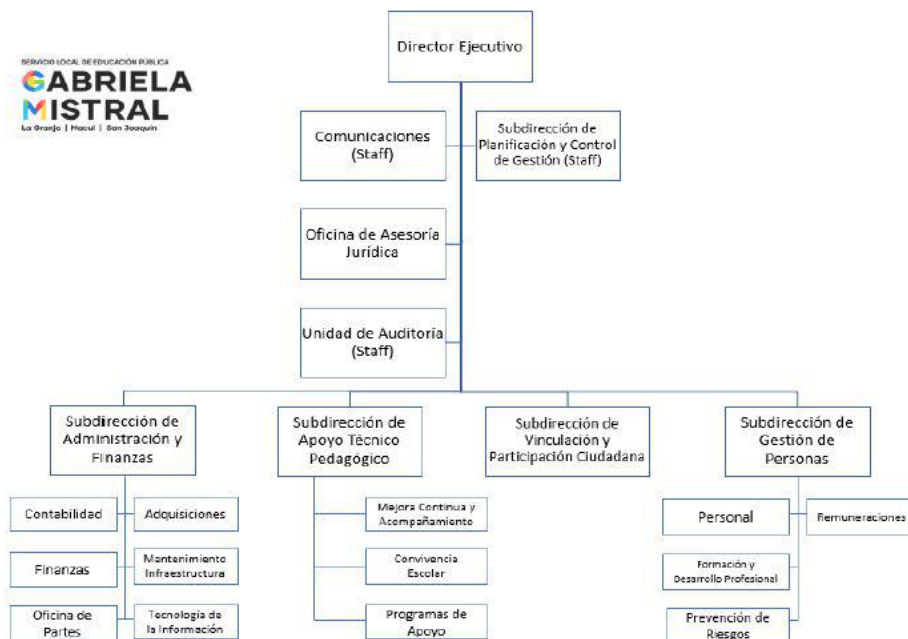 Director Ejecutivo
SERVICIO LOCAL DE EDUCACIÓN PÚBLICA
GABRIELA
MISTRAL
La Granja | Macul | San Joaquín
Comunicaciones
(Staff)
Subdirección de
Planificación y Control
de Gestión (Staff)
Oficina de Asesoría
Jurídica
Unidad de Auditoría
(Staff)
Subdirección de
Administración y
Finanzas
Subdirección de
Apoyo Técnico
Pedagógico
Subdirección de
Vinculación y
Participación Ciudadana
Subdirección de
Gestión de
Personas
Contabilidad
Adquisiciones
Finanzas
Mantenimiento
Infraestructura
Oficina de
Partes
Tecnología de
la Información
Mejora Continua y
Acompañamiento
Convivencia
Escolar
Programas de
Apoyo
Personal
Remuneraciones
Formación y
Desarrollo Profesional
Prevención de
Riesgos